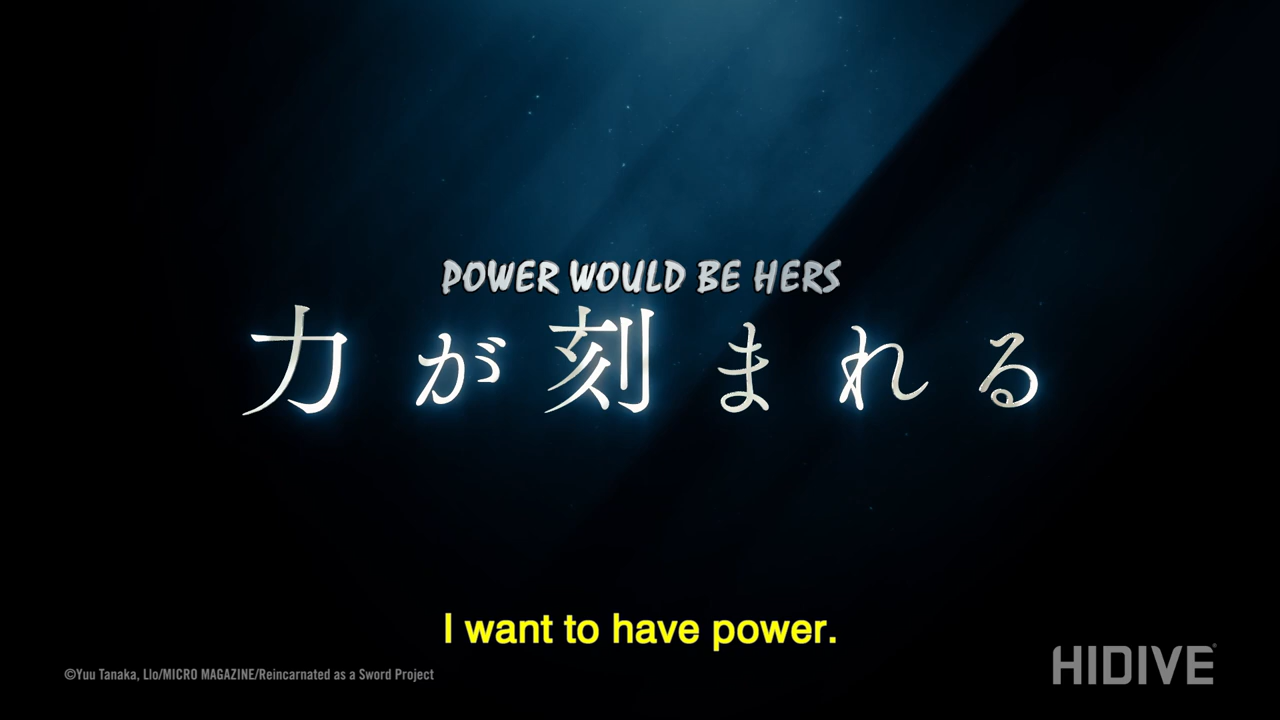 POWER WOULD BE HERS
力が刻まれる
I want to have power.
©Yuu Tanaka, Llo/MICRO MAGAZINE/Reincarnated as a Sword Project
HIDIVE